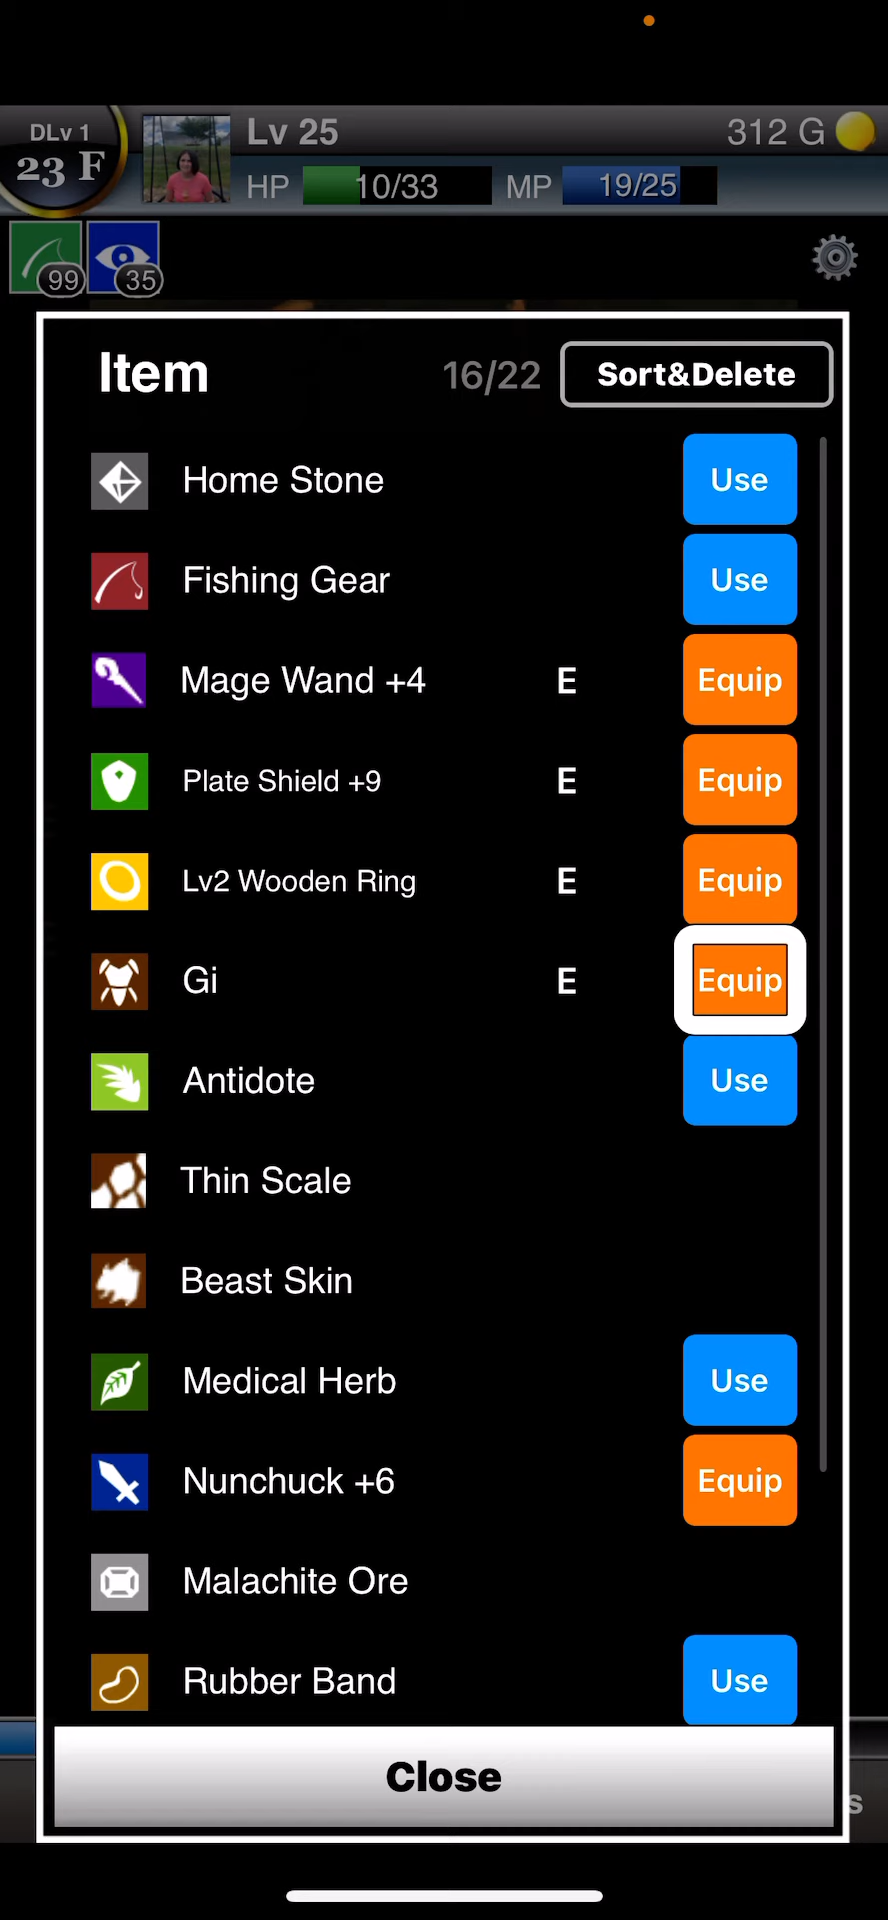 DLv 1
23 F
Lv 25
312 G
HP 10/33 MP 19/25
99 35
Item 16/22 Sort&Delete
Home Stone Use
Fishing Gear Use
Mage Wand +4 E Equip
Plate Shield +9 E Equip
Lv2 Wooden Ring E Equip
Gi E Equip
Antidote Use
Thin Scale
Beast Skin
Medical Herb Use
Nunchuck +6 Equip
Malachite Ore
Rubber Band Use
Close
s